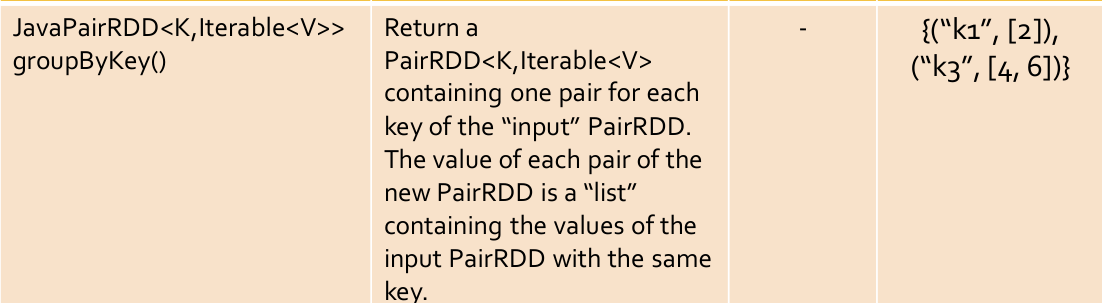 JavaPairRDD<K,Iterable<V>>
groupByKey()
Return a
PairRDD<K,Iterable<V>
containing one pair for each
key of the “input” PairRDD.
The value of each pair of the
new PairRDD is a “list”
containing the values of the
input PairRDD with the same
key.
-
{(“k1”, [2]),
(“k3”, [4, 6])}